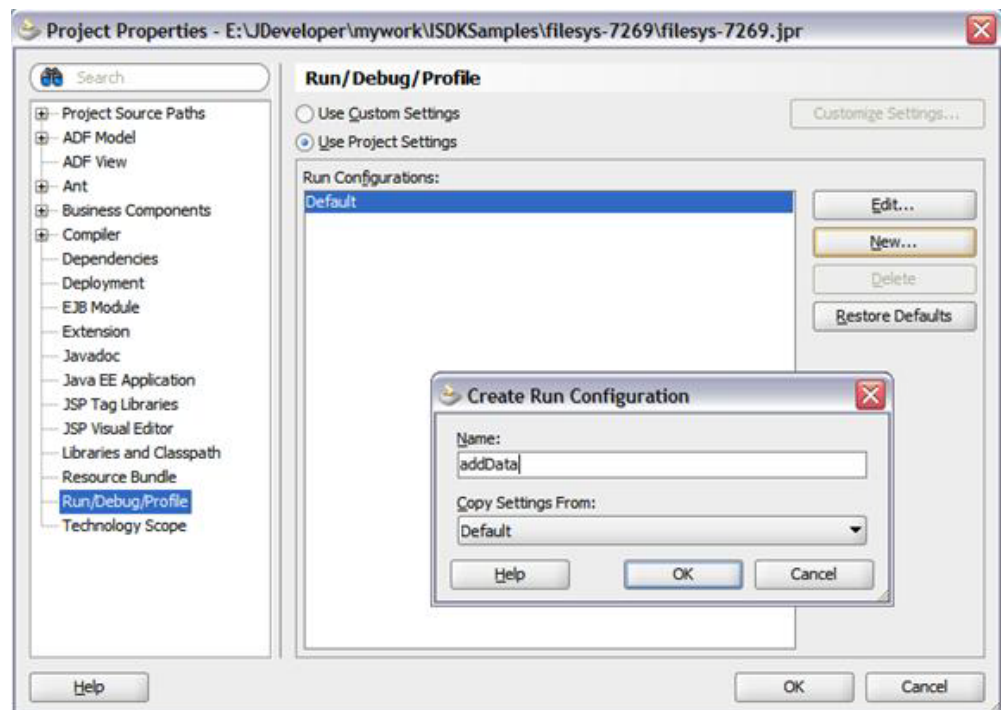 Project Properties - E:\JDeveloper\mywork\ISDKSamples\filesys-7269\filesys-7269.jpr
Search
Project Source Paths
ADF Model
ADF View
Ant
Business Components
Compiler
Dependencies
Deployment
EJB Module
Extension
Javadoc
Java EE Application
JSP Tag Libraries
JSP Visual Editor
Libraries and Classpath
Resource Bundle
Run/Debug/Profile
Technology Scope
Run/Debug/Profile
Use Custom Settings
Customize Settings...
Use Project Settings
Run Configurations:
Default
Edit...
New...
Delete
Restore Defaults
Create Run Configuration
Name:
addData
Copy Settings From:
Default
Help
OK
Cancel
Help
OK
Cancel